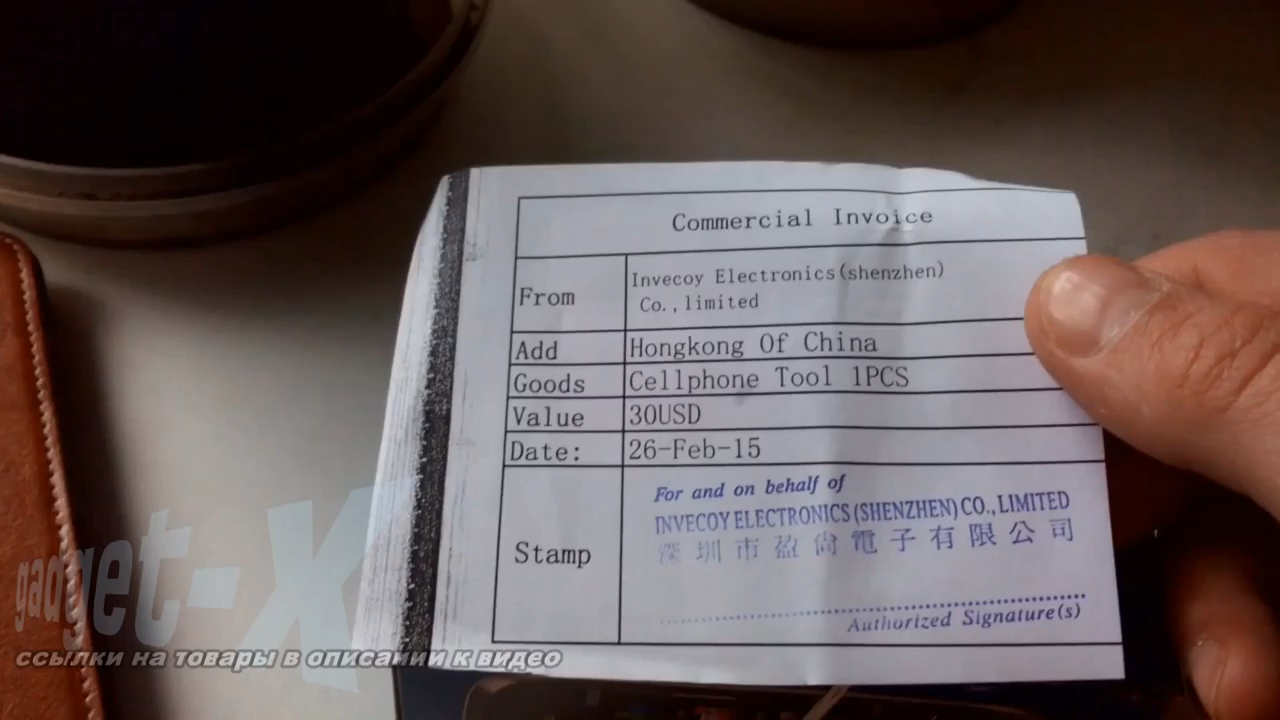 Commercial Invoice
From
Invecoy Electronics(shenzhen)
Co.,limited
Add
Hongkong Of China
Goods
Cellphone Tool 1PCS
Value
30USD
Date:
26-Feb-15
Stamp
For and on behalf of
INVECOY ELECTRONICS (SHENZHEN) CO., LIMITED
深圳市盈尙電子有限公司
Authorized Signature(s)
gadget-x
ссылки на товары в описании к видео